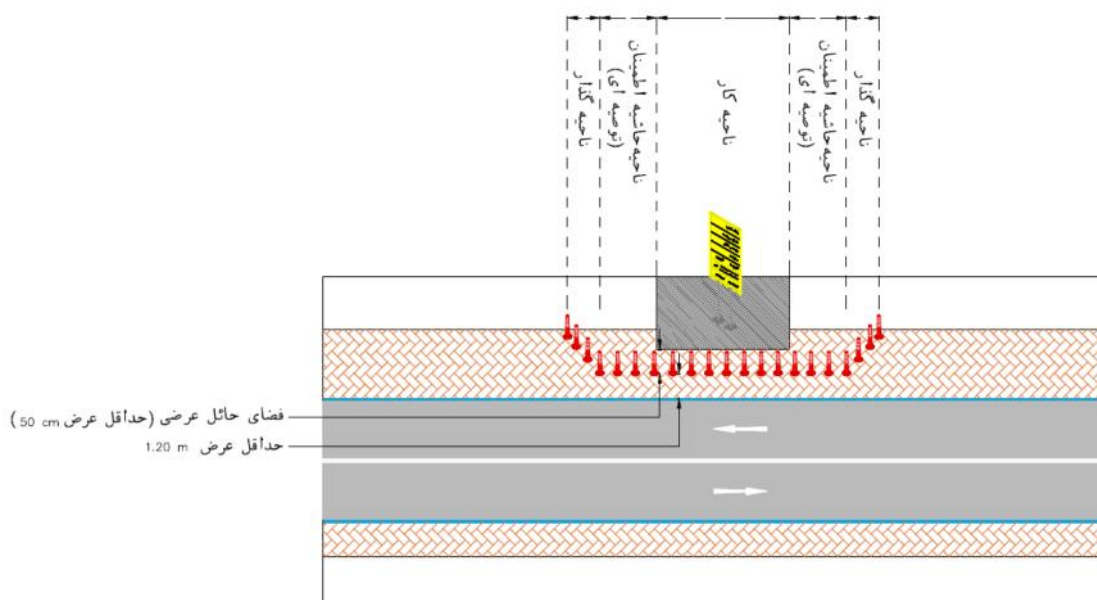 ناحیه گذار
ناحیه حاشیه اطمینان
(توصیه ای)
ناحیه کار
ناحیه حاشیه اطمینان
(توصیه ای)
ناحیه گذار
فضای حائل عرضی (حداقل عرض 50 cm)
حداقل عرض 1.20 m